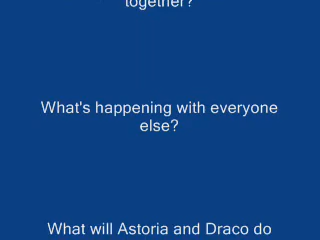 together?
What's happening with everyone
else?
What will Astoria and Draco do